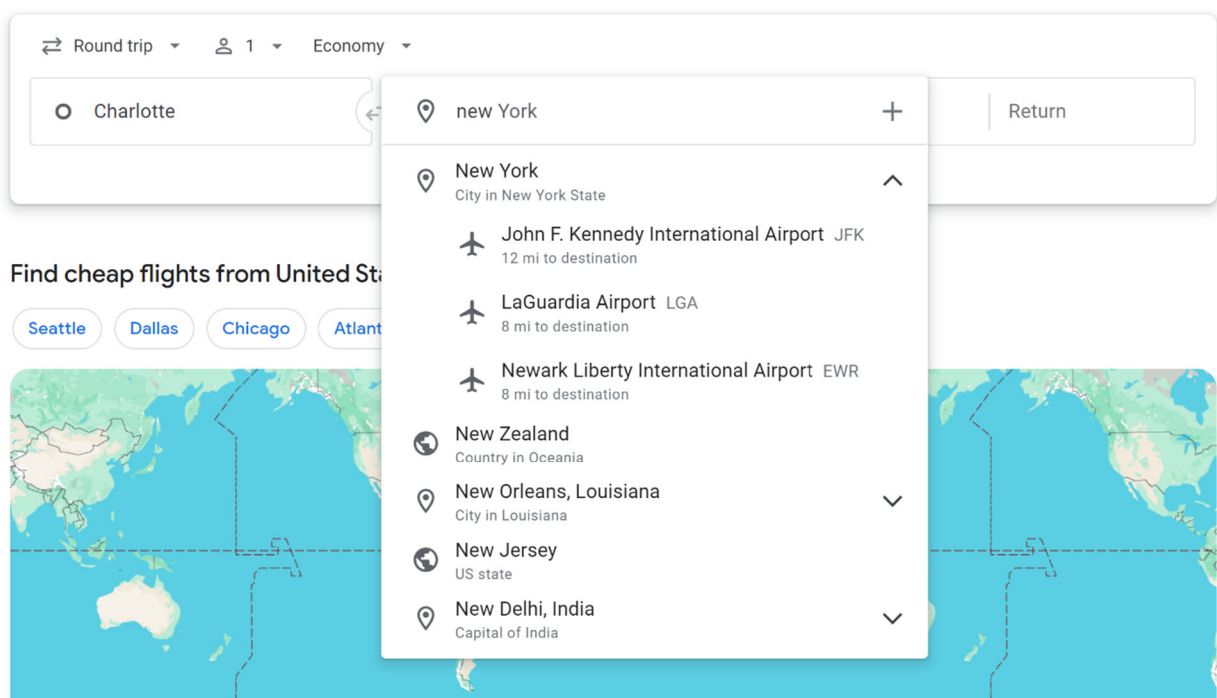 Round trip 1 Economy
Charlotte
new York
Return
New York
City in New York State
John F. Kennedy International Airport JFK
12 mi to destination
LaGuardia Airport LGA
8 mi to destination
Newark Liberty International Airport EWR
8 mi to destination
New Zealand
Country in Oceania
New Orleans, Louisiana
City in Louisiana
New Jersey
US state
New Delhi, India
Capital of India
Find cheap flights from United Sta
Seattle Dallas Chicago Atlant